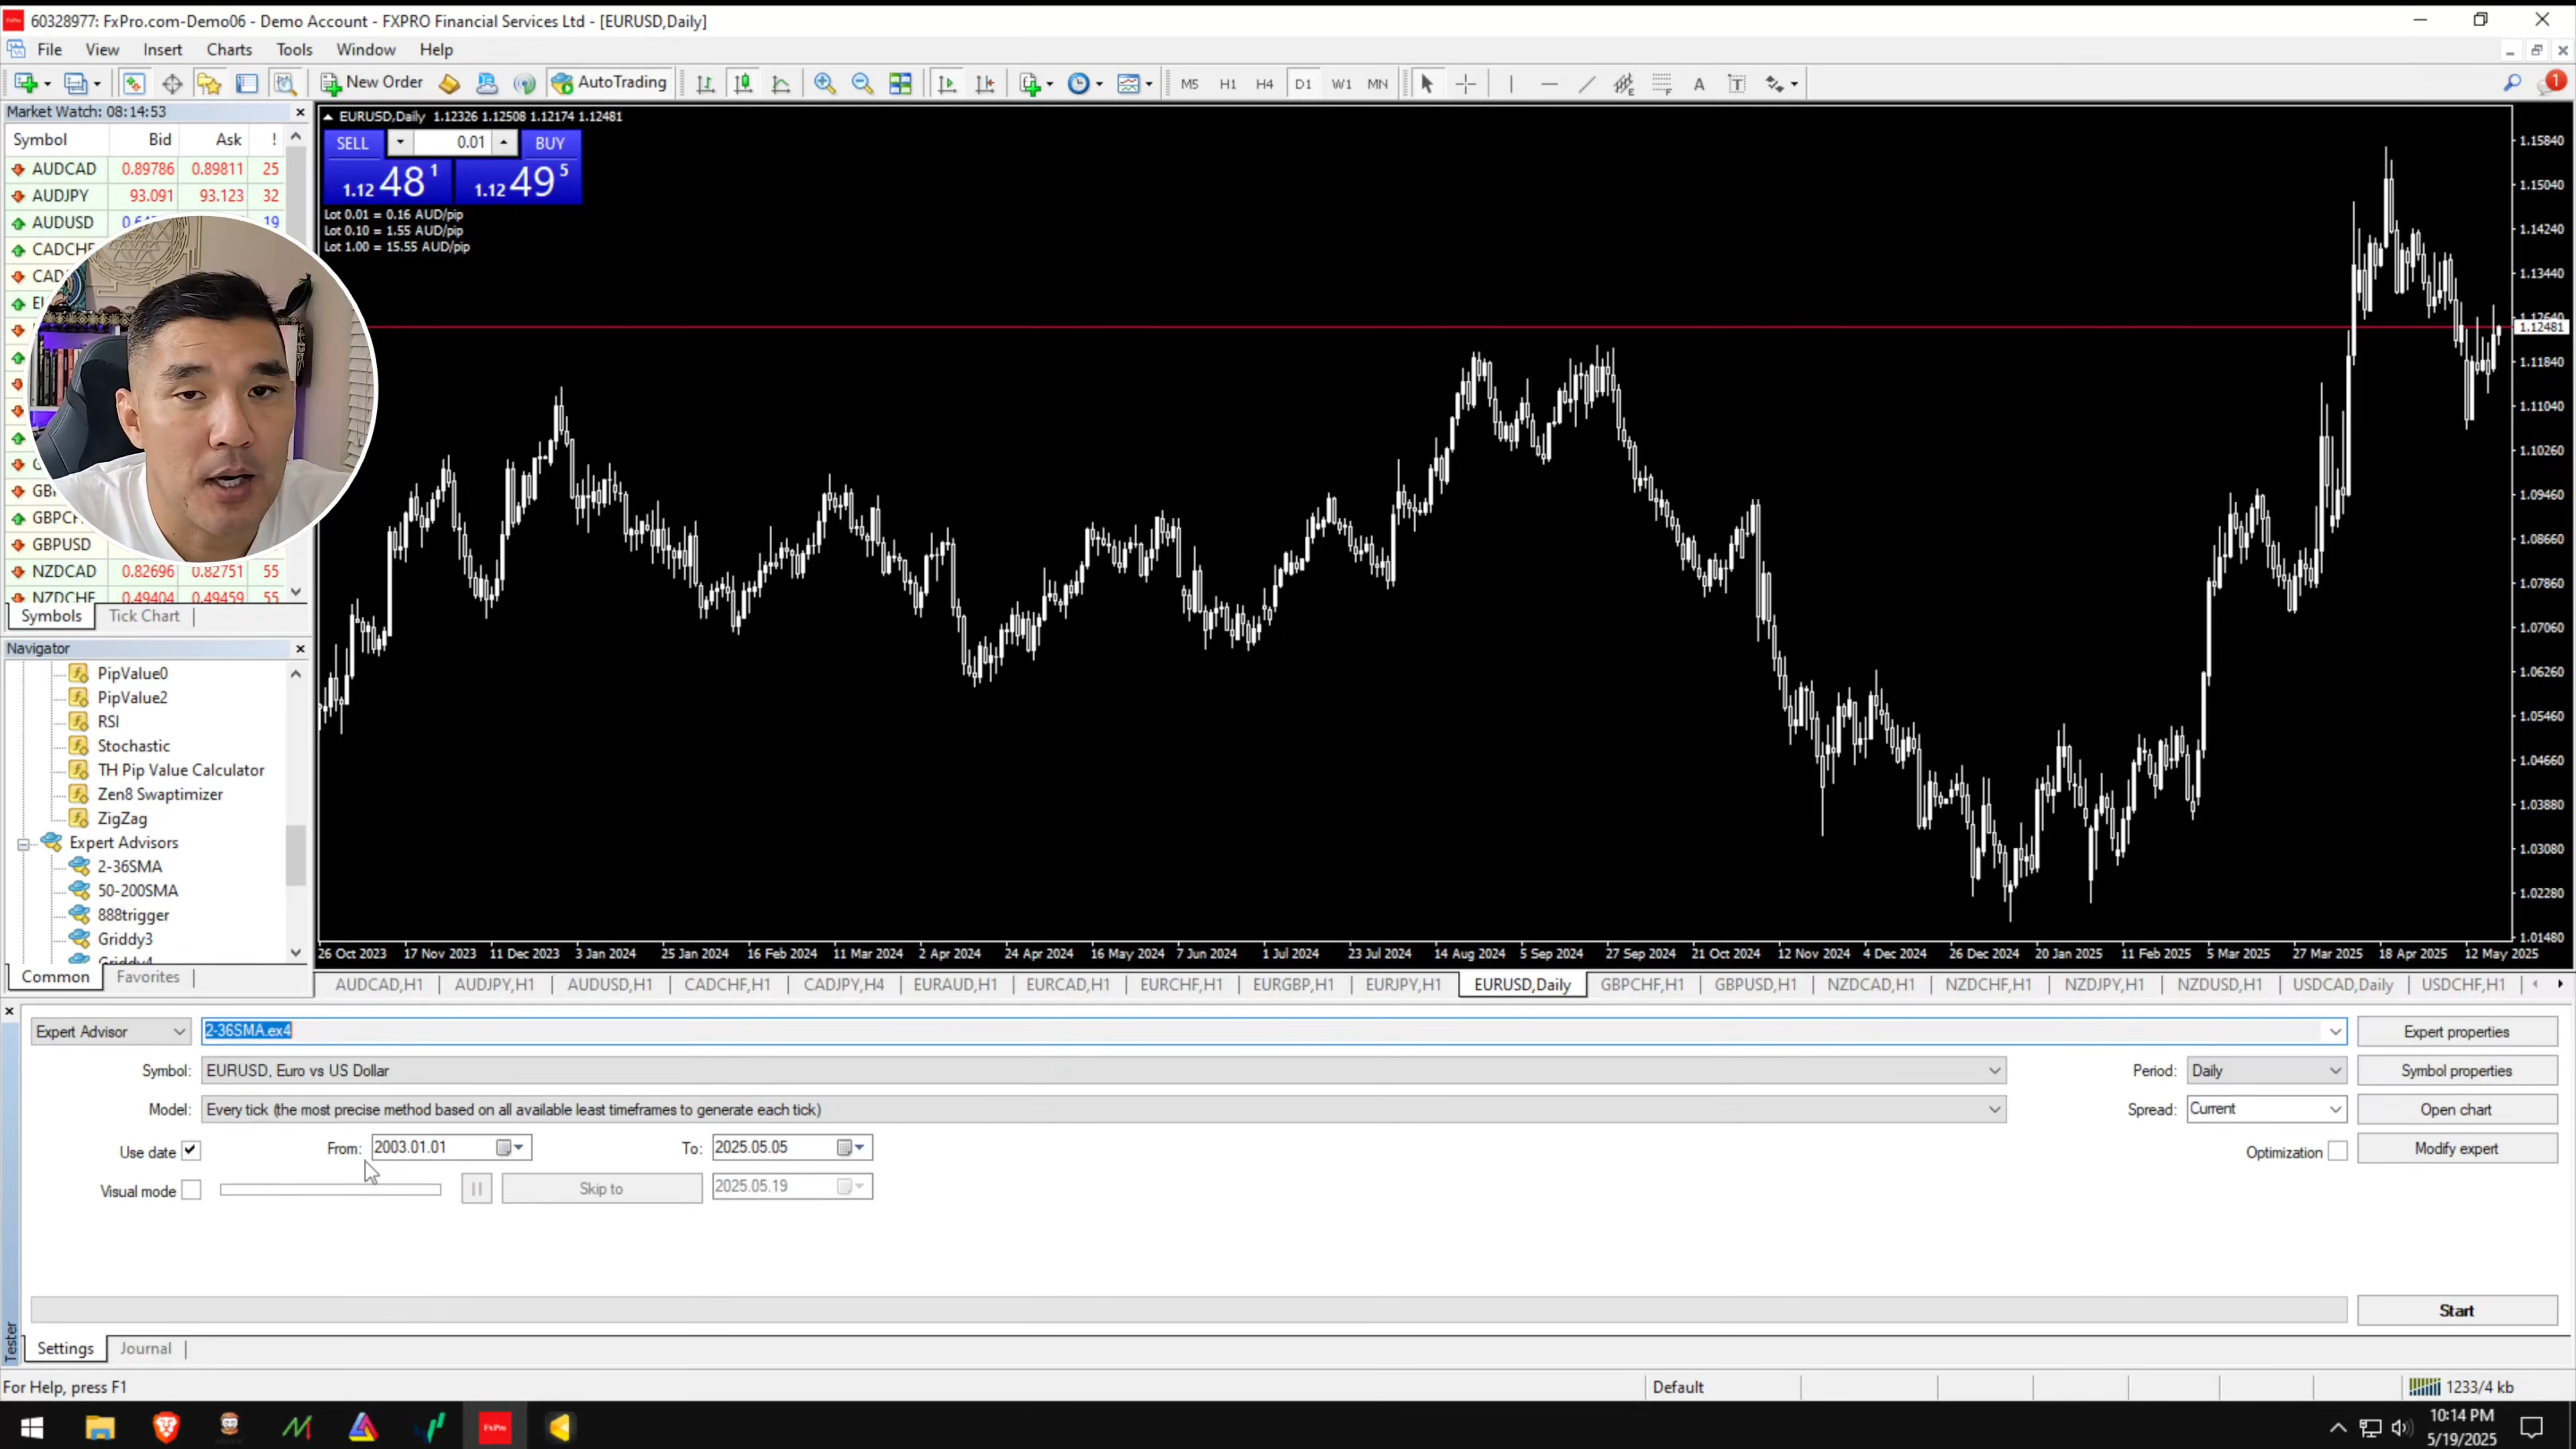 60328977: FxPro.com-Demo06 - Demo Account - FXPRO Financial Services Ltd - [EURUSD,Daily]
File View Insert Charts Tools Window Help
New Order AutoTrading M5 H1 H4 D1 W1 MN 1
Market Watch: 08:14:53
Symbol Bid Ask !
AUDCAD 0.89786 0.89811 25
AUDJPY 93.091 93.123 32
AUDUSD 19
CADCHF
GBPUSD
NZDCAD 0.82696 0.82751 55
NZDCHF 0.49404 0.49459 55
Symbols Tick Chart
Navigator
PipValue0
PipValue2
RSI
Stochastic
TH Pip Value Calculator
Zen8 Swaptimizer
ZigZag
Expert Advisors
2-36SMA
50-200SMA
888trigger
Griddy3
Griddy4
Common Favorites
EURUSD,Daily 1.12326 1.12508 1.12174 1.12481
SELL 0.01 BUY
1.12 48 1 1.12 49 5
Lot 0.01 = 0.16 AUD/pip
Lot 0.10 = 1.55 AUD/pip
Lot 1.00 = 15.55 AUD/pip
1.15840
1.15040
1.14240
1.13440
1.12640
1.12481
1.11840
1.11040
1.10260
1.09460
1.08660
1.07860
1.07060
1.06260
1.05460
1.04660
1.03880
1.03080
1.02280
1.01480
26 Oct 2023 17 Nov 2023 11 Dec 2023 3 Jan 2024 25 Jan 2024 16 Feb 2024 11 Mar 2024 2 Apr 2024 24 Apr 2024 16 May 2024 7 Jun 2024 1 Jul 2024 23 Jul 2024 14 Aug 2024 5 Sep 2024 27 Sep 2024 21 Oct 2024 12 Nov 2024 4 Dec 2024 26 Dec 2024 20 Jan 2025 11 Feb 2025 5 Mar 2025 27 Mar 2025 18 Apr 2025 12 May 2025
AUDCAD,H1 AUDJPY,H1 AUDUSD,H1 CADCHF,H1 CADJPY,H4 EURAUD,H1 EURCAD,H1 EURCHF,H1 EURGBP,H1 EURJPY,H1 EURUSD,Daily GBPCHF,H1 GBPUSD,H1 NZDCAD,H1 NZDCHF,H1 NZDJPY,H1 NZDUSD,H1 USDCAD,Daily USDCHF,H1
Expert Advisor 2-36SMA.ex4 Expert properties
Symbol: EURUSD, Euro vs US Dollar Period: Daily Symbol properties
Model: Every tick (the most precise method based on all available least timeframes to generate each tick) Spread: Current Open chart
Use date From: 2003.01.01 To: 2025.05.05 Optimization Modify expert
Visual mode Skip to 2025.05.19
Start
Tester
Settings Journal
For Help, press F1 Default 1233/4 kb
FxPro
10:14 PM
5/19/2025